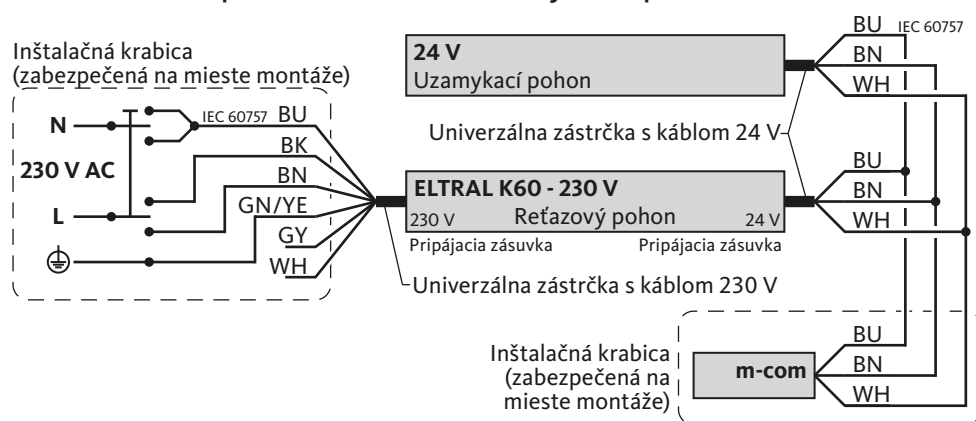 BU IEC 60757
BN
WH
24 V
Uzamykací pohon
Inštalačná krabica
(zabezpečená na mieste montáže)
N
230 V AC
L
IEC 60757 BU
BK
BN
GN/YE
GY
WH
Univerzálna zástrčka s káblom 24 V
ELTRAL K60 - 230 V
230 V Reťazový pohon 24 V
Pripájacia zásuvka Pripájacia zásuvka
BU
BN
WH
Univerzálna zástrčka s káblom 230 V
Inštalačná krabica
(zabezpečená na
mieste montáže)
m-com
BU
BN
WH